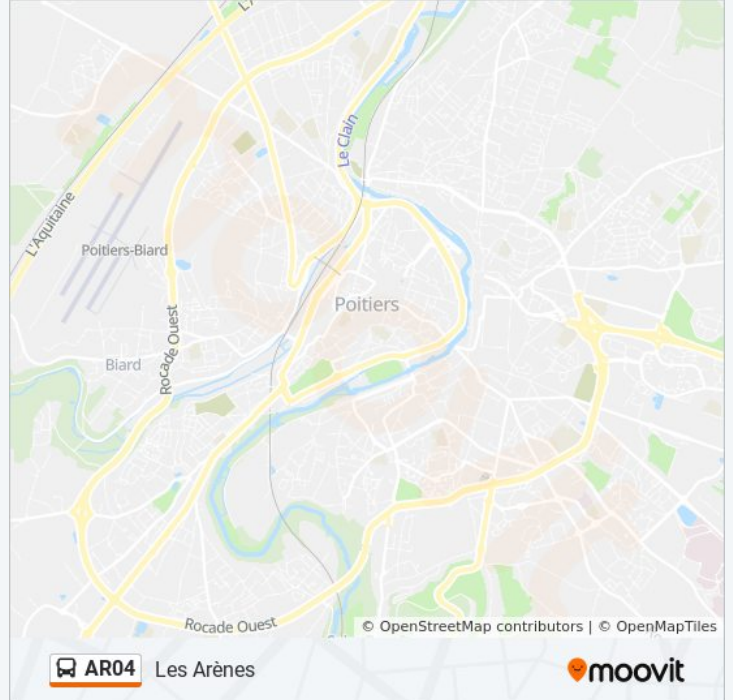 Le Clain
L'Aquitaine
Poitiers-Biard
Poitiers
Rocade Ouest
Biard
Rocade Ouest
© OpenStreetMap contributors | © OpenMapTiles
AR04 Les Arènes
moovit